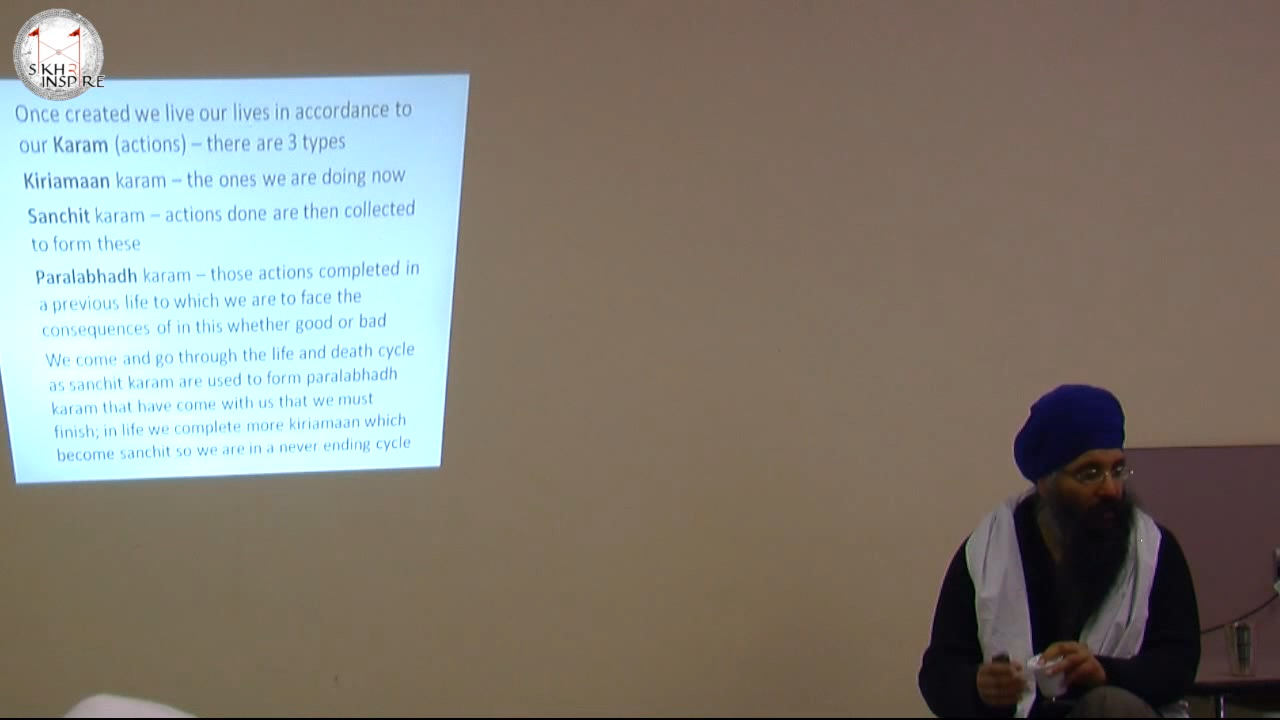 SIKHI
INSPIRE
Once created we live our lives in accordance to
our Karam (actions) – there are 3 types
Kiriamaan karam – the ones we are doing now
Sanchit karam – actions done are then collected
to form these
Paralabhadh karam – those actions completed in
a previous life to which we are to face the
consequences of in this whether good or bad
We come and go through the life and death cycle
as sanchit karam are used to form paralabhadh
karam that have come with us that we must
finish; in life we complete more kiriamaan which
become sanchit so we are in a never ending cycle